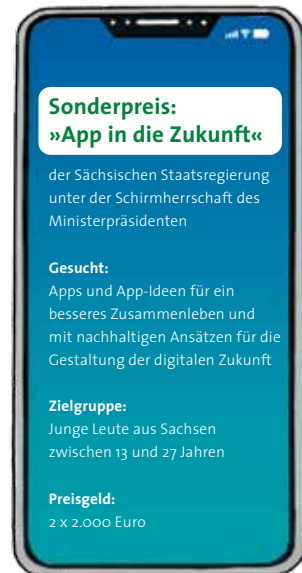 Sonderpreis:
»App in die Zukunft«
der Sächsischen Staatsregierung
unter der Schirmherrschaft des
Ministerpräsidenten
Gesucht:
Apps und App-Ideen für ein
besseres Zusammenleben und
mit nachhaltigen Ansätzen für die
Gestaltung der digitalen Zukunft
Zielgruppe:
Junge Leute aus Sachsen
zwischen 13 und 27 Jahren
Preisgeld:
2 x 2.000 Euro